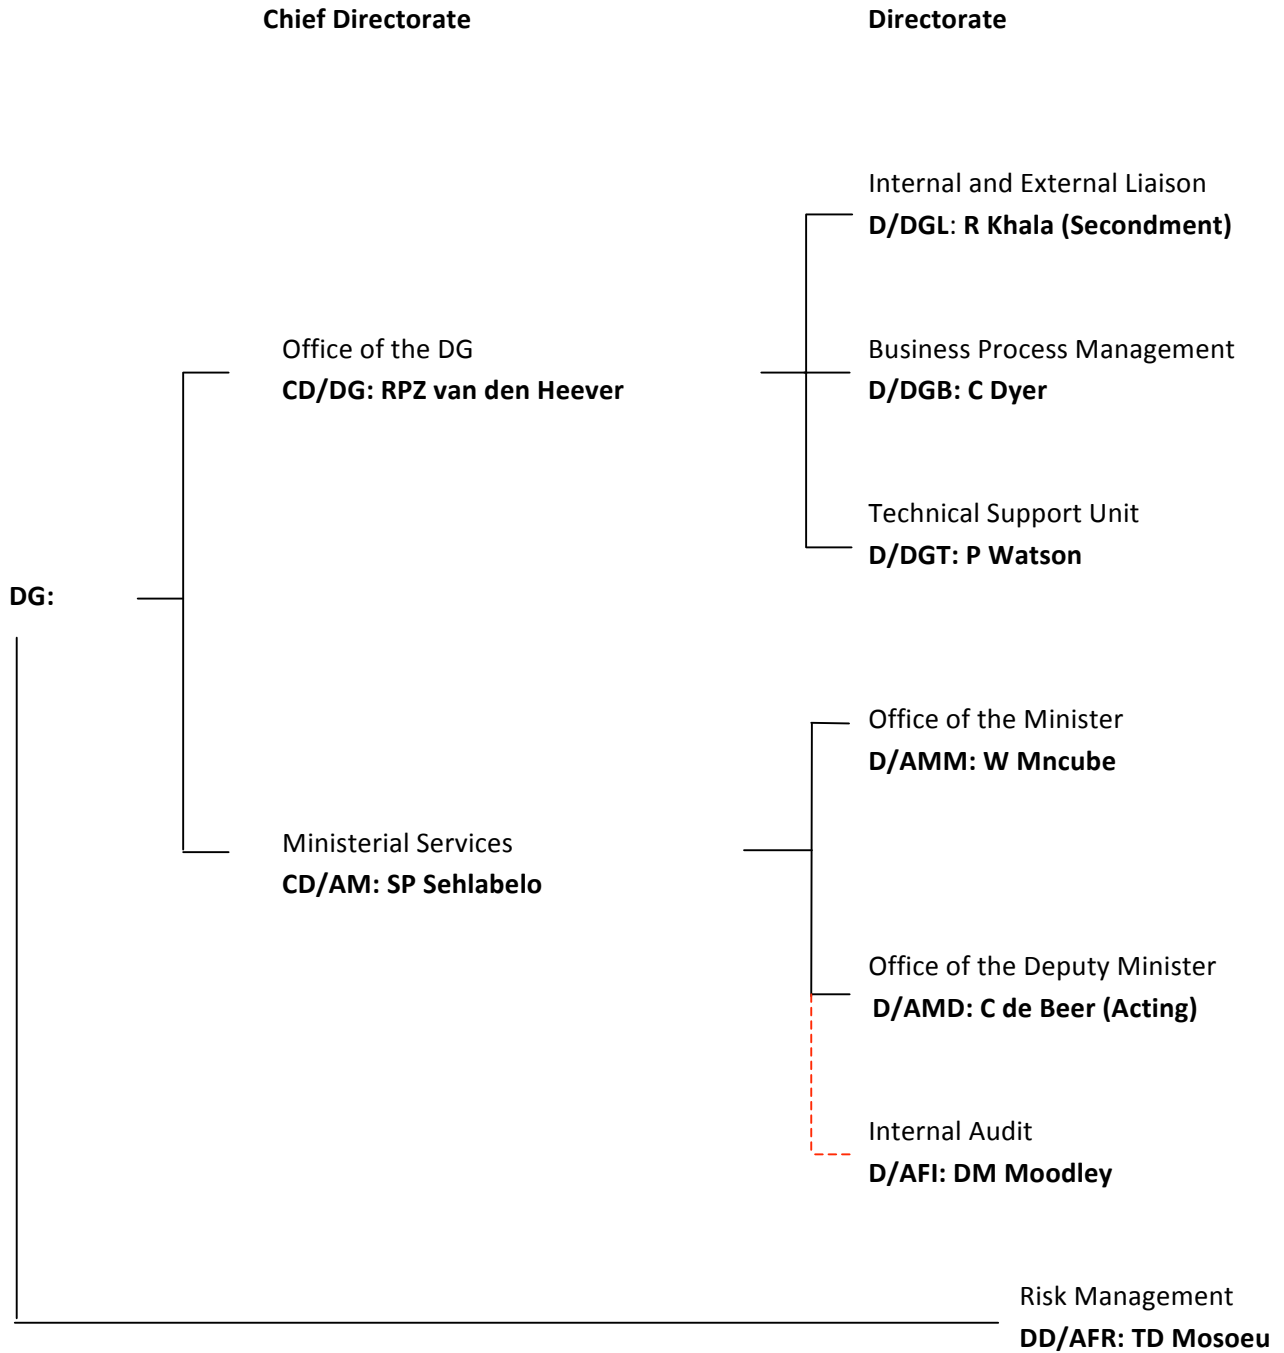 Chief Directorate
Directorate
Internal and External Liaison
D/DGL: R Khala (Secondment)
Office of the DG
CD/DG: RPZ van den Heever
Business Process Management
D/DGB: C Dyer
Technical Support Unit
D/DGT: P Watson
DG:
Office of the Minister
D/AMM: W Mncube
Ministerial Services
CD/AM: SP Sehlabelo
Office of the Deputy Minister
D/AMD: C de Beer (Acting)
Internal Audit
D/AFI: DM Moodley
Risk Management
DD/AFR: TD Mosoeu